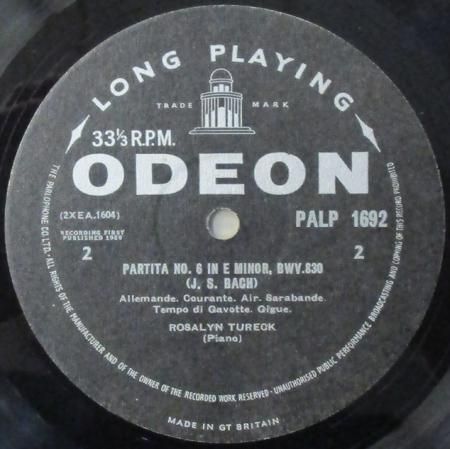 LONG PLAYING
TRADE MARK
33⅓ R.P.M.
ODEON
(2XEA.1604)
PALP 1692
RECORDING FIRST
PUBLISHED 1959
2
2
PARTITA NO. 6 IN E MINOR, BWV.830
(J. S. BACH)
Allemande. Courante. Air. Sarabande.
Tempo di Gavotte. Gigue.
ROSALYN TURECK
(Piano)
THE PARLOPHONE CO. LTD. · ALL RIGHTS OF THE MANUFACTURER AND OF THE OWNER OF THE RECORDED WORK RESERVED · UNAUTHORISED PUBLIC PERFORMANCE BROADCASTING AND COPYING OF THIS RECORD PROHIBITED
MADE IN GT BRITAIN